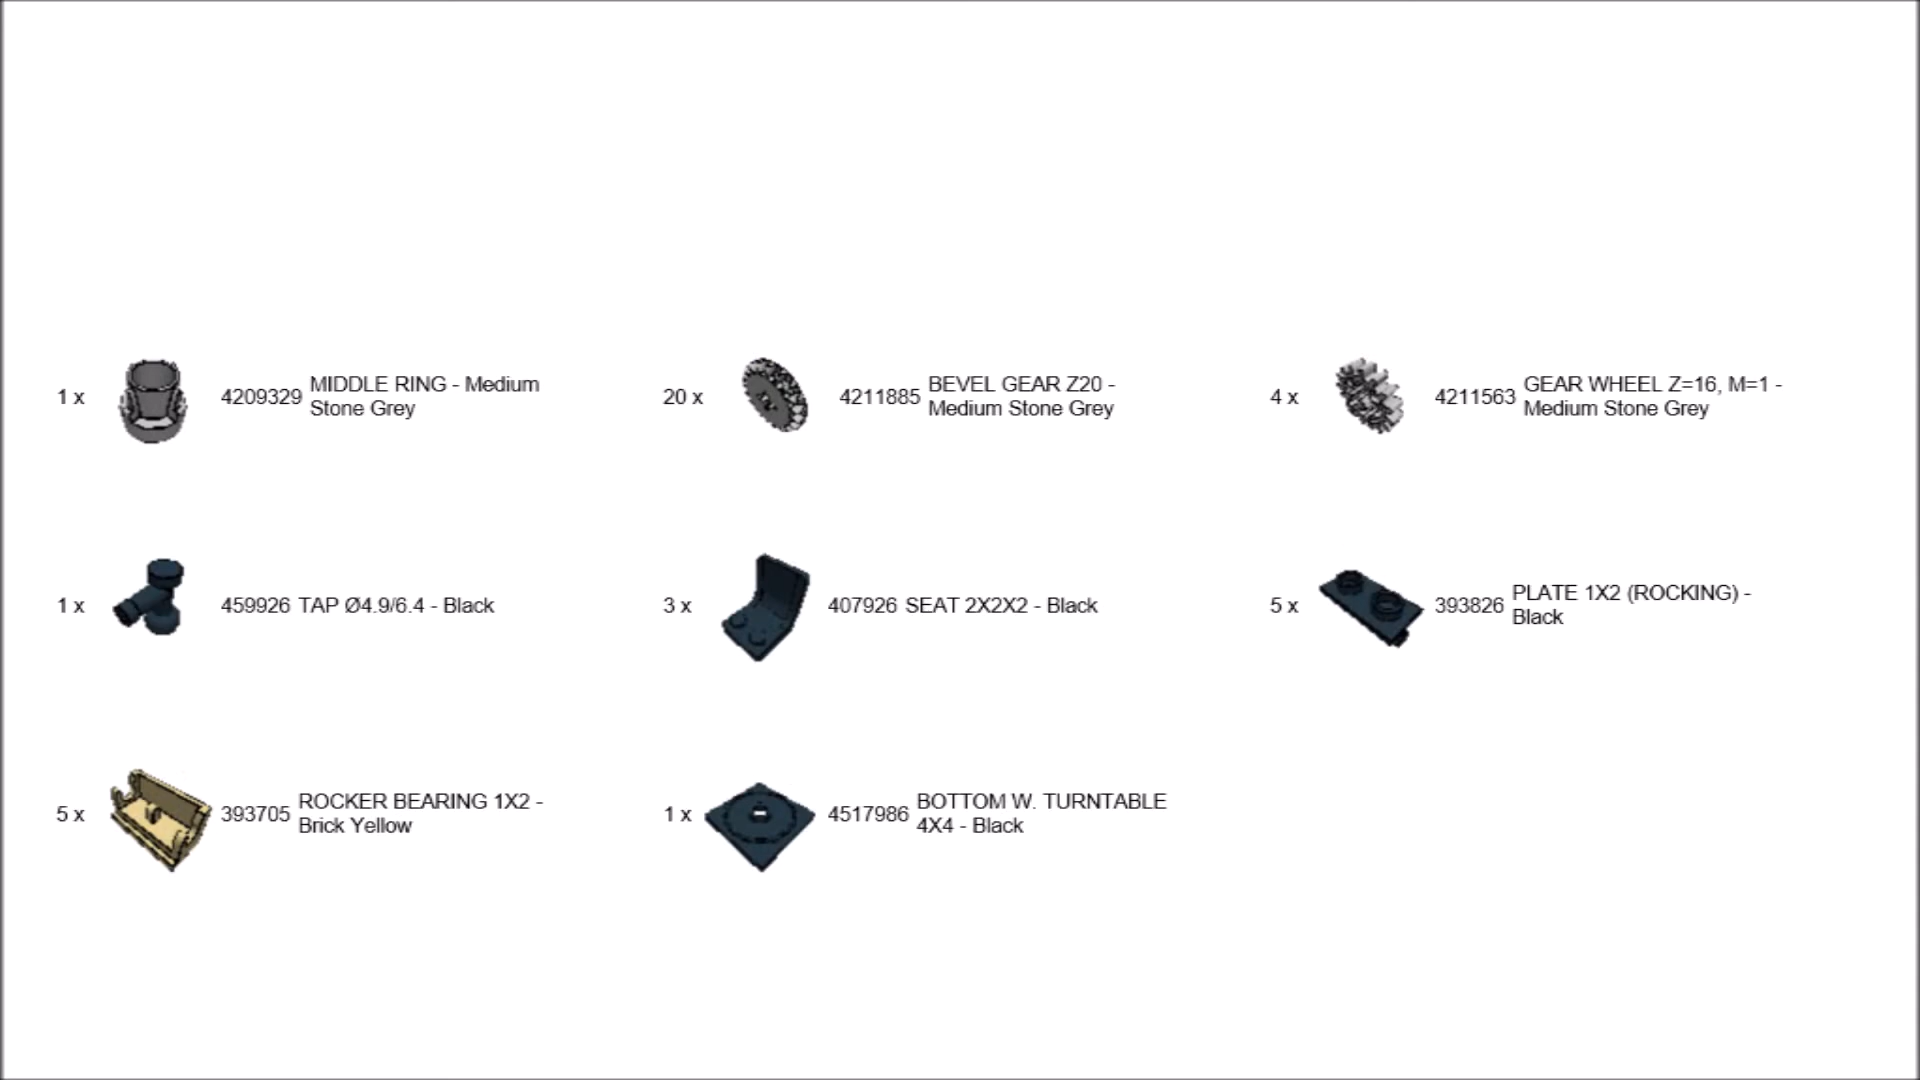 1 x 4209329 MIDDLE RING - Medium
Stone Grey
20 x 4211885 BEVEL GEAR Z20 -
Medium Stone Grey
4 x 4211563 GEAR WHEEL Z=16, M=1 -
Medium Stone Grey
1 x 459926 TAP Ø4.9/6.4 - Black
3 x 407926 SEAT 2X2X2 - Black
5 x 393826 PLATE 1X2 (ROCKING) -
Black
5 x 393705 ROCKER BEARING 1X2 -
Brick Yellow
1 x 4517986 BOTTOM W. TURNTABLE
4X4 - Black